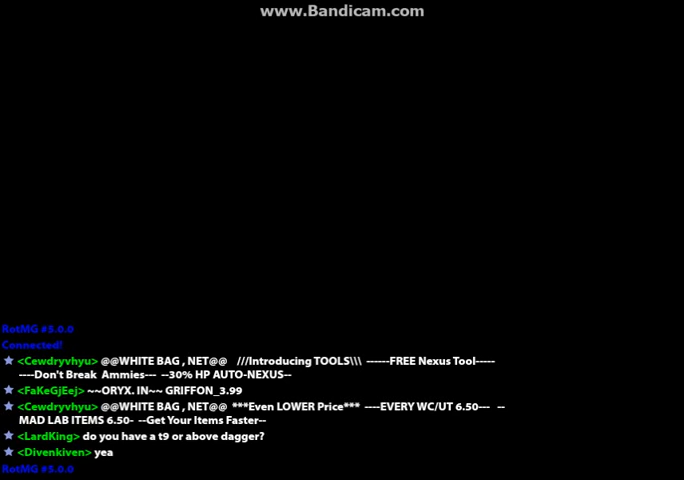 www.Bandicam.com
RotMG #5.0.0
Connected!
<Cewdryvhyu> @@WHITE BAG , NET@@ ///Introducing TOOLS\\\ ------FREE Nexus Tool-----
----Don't Break Ammies--- --30% HP AUTO-NEXUS--
<FaKeGjEej> ~~ORYX. IN~~ GRIFFON_3.99
<Cewdryvhyu> @@WHITE BAG , NET@@ ***Even LOWER Price*** ----EVERY WC/UT 6.50--- --
MAD LAB ITEMS 6.50- --Get Your Items Faster--
<LardKing> do you have a t9 or above dagger?
<Divenkiven> yea
RotMG #5.0.0